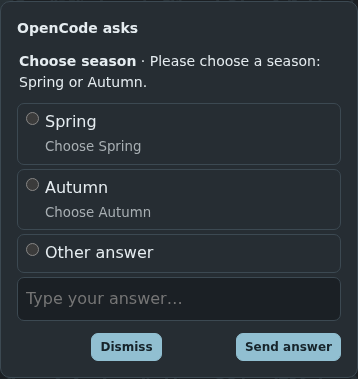 OpenCode asks
Choose season · Please choose a season:
Spring or Autumn.
Spring
Choose Spring
Autumn
Choose Autumn
Other answer
Type your answer…
Dismiss
Send answer